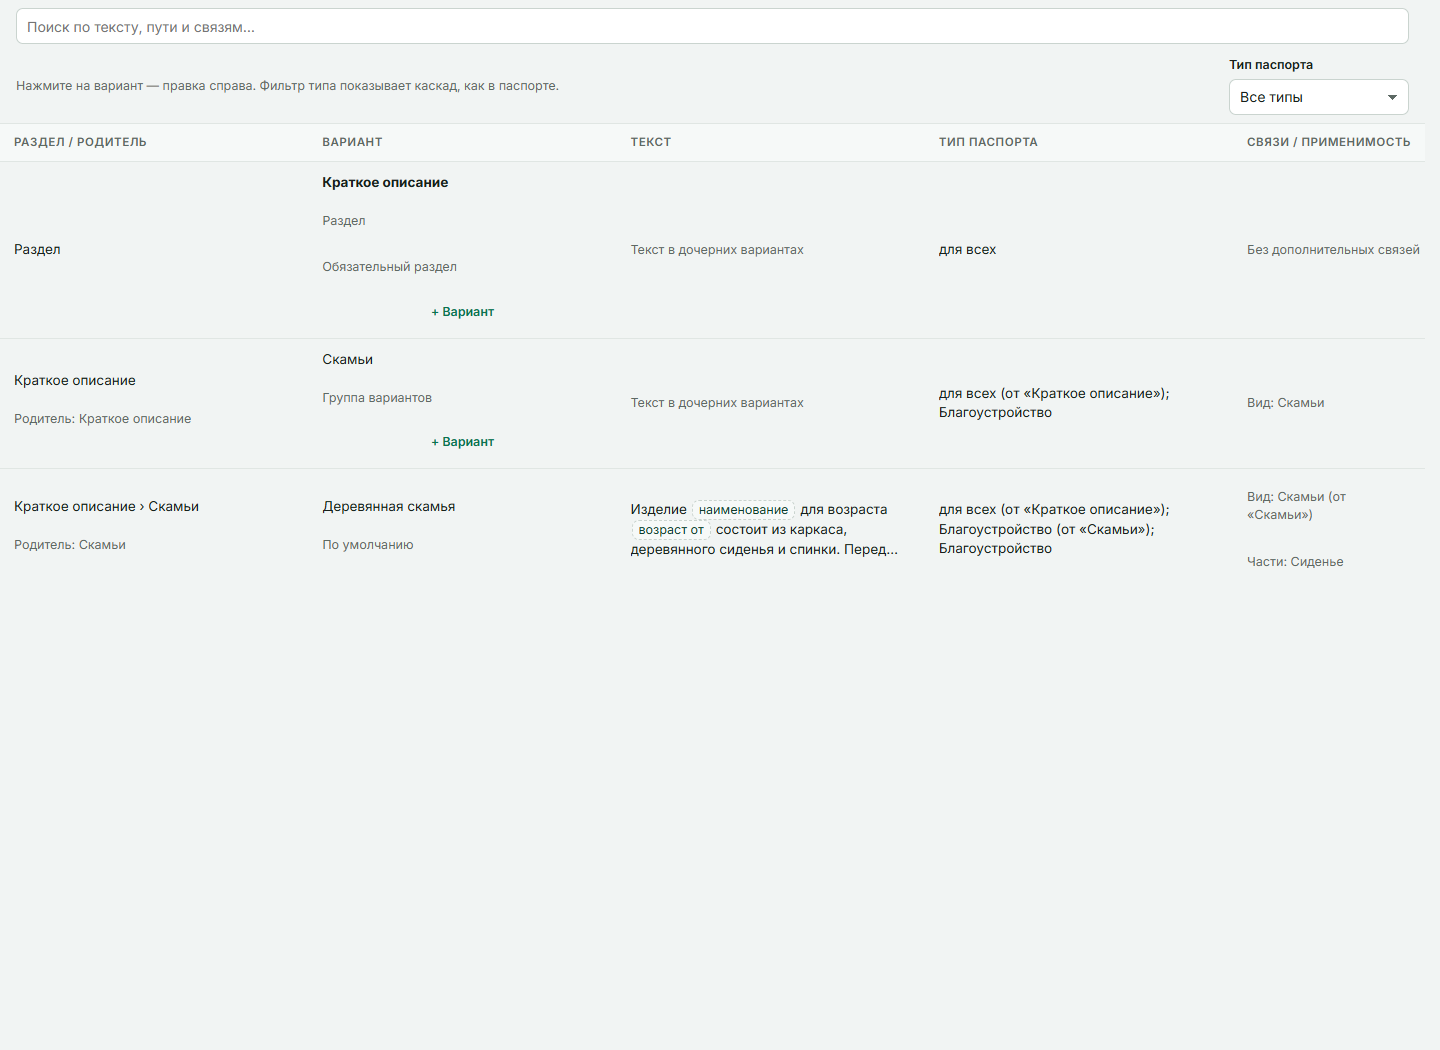 Поиск по тексту, пути и связям...
Тип паспорта
Нажмите на вариант — правка справа. Фильтр типа показывает каскад, как в паспорте.
Все типы
РАЗДЕЛ / РОДИТЕЛЬ
ВАРИАНТ
ТЕКСТ
ТИП ПАСПОРТА
СВЯЗИ / ПРИМЕНИМОСТЬ
Раздел
Краткое описание
Раздел
Обязательный раздел
+ Вариант
Текст в дочерних вариантах
для всех
Без дополнительных связей
Краткое описание
Родитель: Краткое описание
Скамьи
Группа вариантов
+ Вариант
Текст в дочерних вариантах
для всех (от «Краткое описание»);
Благоустройство
Вид: Скамьи
Краткое описание › Скамьи
Родитель: Скамьи
Деревянная скамья
По умолчанию
Изделие наименование для возраста
возраст от состоит из каркаса,
деревянного сиденья и спинки. Перед...
для всех (от «Краткое описание»);
Благоустройство (от «Скамьи»);
Благоустройство
Вид: Скамьи (от
«Скамьи»)
Части: Сиденье